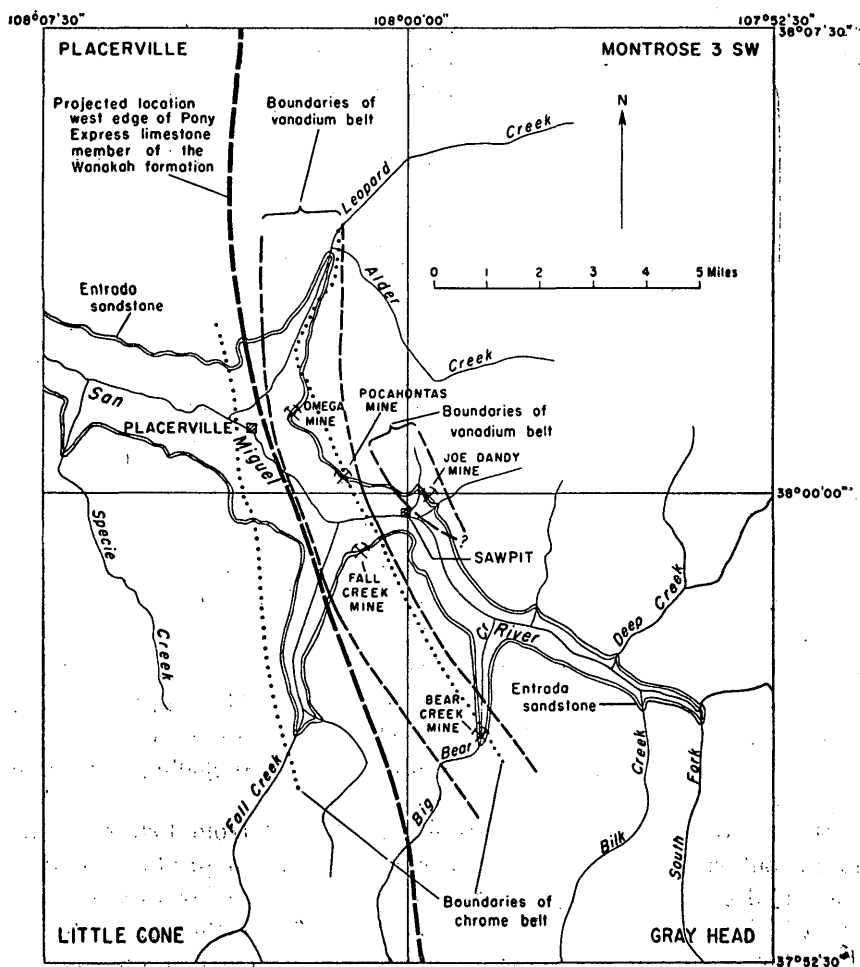 108°07'30"
108°00'00"
107°52'30"
38°07'30"
PLACERVILLE
MONTROSE 3 SW
Projected location
west edge of Pony
Express limestone
member of the
Wanakah formation
Boundaries of
vanadium belt
N
Creek
Leopard
0 1 2 3 4 5 Miles
Alder
Creek
Entrada
sandstone
San
Miguel
River
PLACERVILLE
OMEGA
MINE
POCAHONTAS
MINE
Boundaries of
vanadium belt
JOE DANDY
MINE
38°00'00"
?
SAWPIT
Specie
Creek
FALL
CREEK
MINE
Cr
Deep Creek
BEAR
CREEK
MINE
Entrada
sandstone
Bear
Big
Fall Creek
Creek
Bilk
Fork
South
Boundaries of
chrome belt
LITTLE CONE
GRAY HEAD
37°52'30"